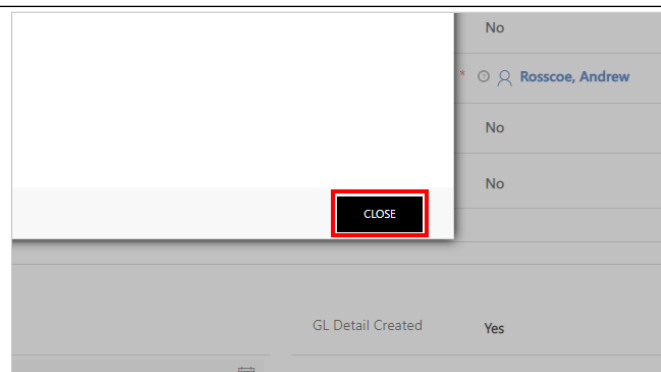 No
* Rosscoe, Andrew
No
No
CLOSE
GL Detail Created Yes